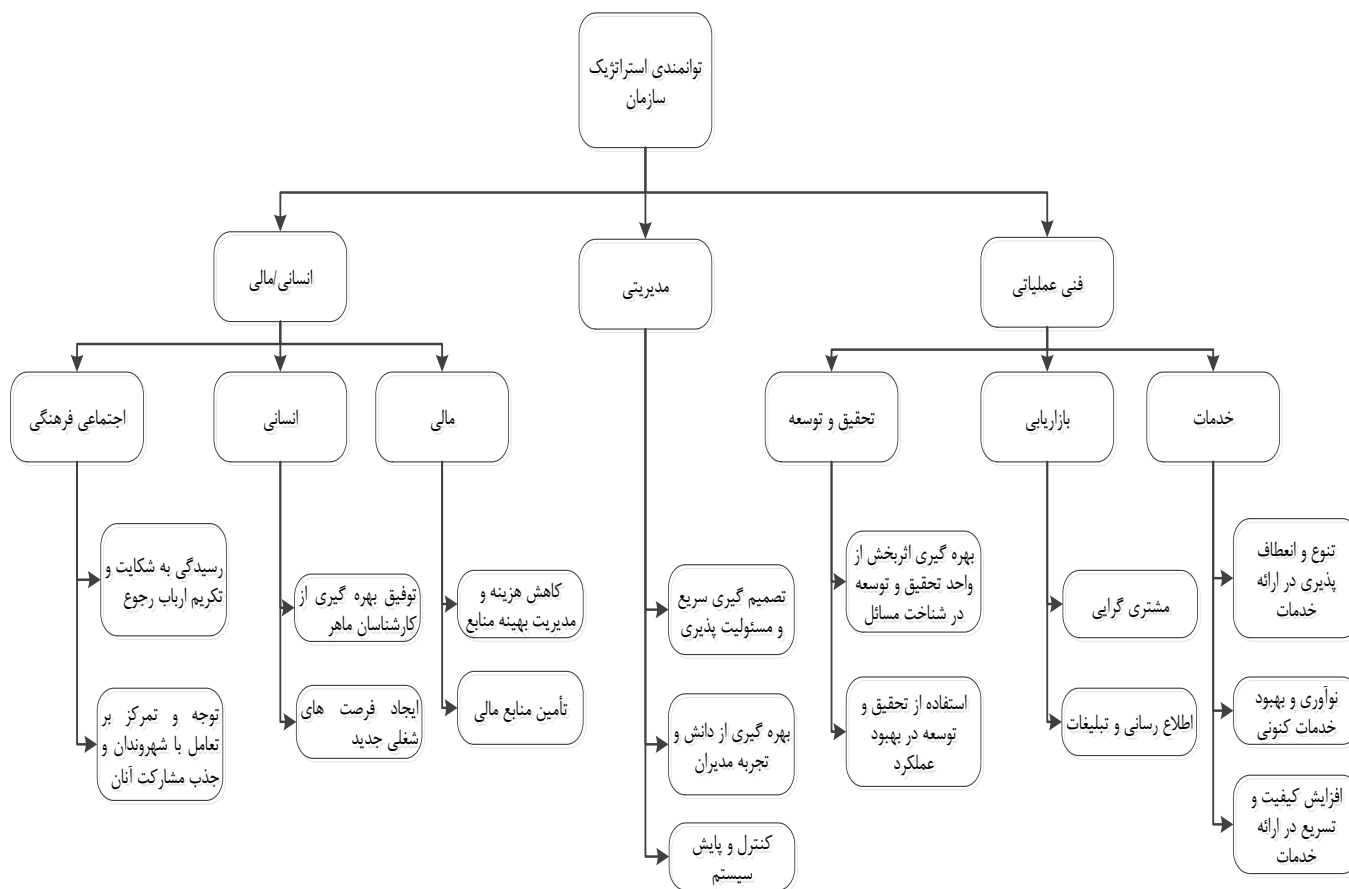 توانمندی استراتژیک
سازمان
فنی عملیاتی
مدیریتی
انسانی/مالی
خدمات
بازاریابی
تحقیق و توسعه
مالی
انسانی
اجتماعی فرهنگی
تنوع و انعطاف
پذیری در ارائه
خدمات
نوآوری و بهبود
خدمات کنونی
افزایش کیفیت و
تسریع در ارائه
خدمات
مشتری گرایی
اطلاع رسانی و تبلیغات
بهره گیری اثربخش از
واحد تحقیق و توسعه
در شناخت مسائل
استفاده از تحقیق و
توسعه در بهبود
عملکرد
تصمیم گیری سریع
و مسئولیت پذیری
بهره گیری از دانش و
تجربه مدیران
کنترل و پایش
سیستم
کاهش هزینه و
مدیریت بهینه منابع
تأمین منابع مالی
توفیق بهره گیری از
کارشناسان ماهر
ایجاد فرصت های
شغلی جدید
رسیدگی به شکایت و
تکریم ارباب رجوع
توجه و تمرکز بر
تعامل با شهروندان و
جذب مشارکت آنان